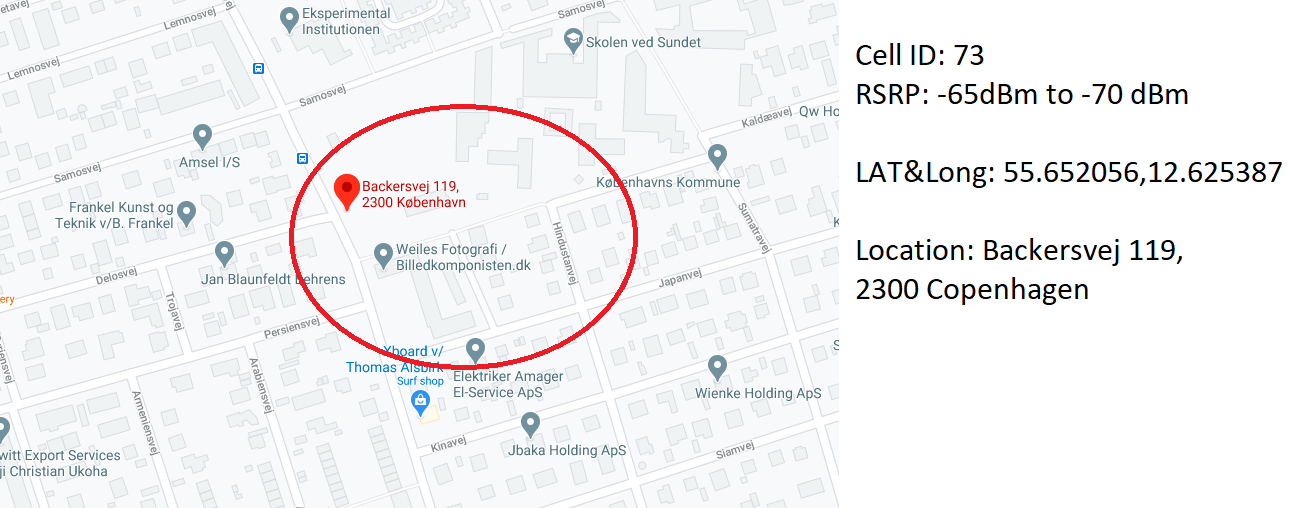 Lemnosvej
Eksperimental
Institutionen
Skolen ved Sundet
Lemnosvej
Samosvej
Kaldæavej
Qw Ho
Amsel I/S
Københavns Kommune
Samosvej
Backersvej 119,
2300 København
Frankel Kunst og
Teknik v/B. Frankel
Sumatravej
Hindustanvej
Weiles Fotografi /
Billedkomponisten.dk
Delosvej
Jan Blaunfeldt Behrens
Japanvej
K
ery
Trojavej
Persiensvej
Yboard v/
Thomas Alsbirk
Surf shop
Elektriker Amager
El-Service ApS
S
Arabiensvej
Wienke Holding ApS
Armeniensvej
Kinavej
Jbaka Holding ApS
Siamvej
witt Export Services
ji Christian Ukoha
Cell ID: 73
RSRP: -65dBm to -70 dBm
LAT&Long: 55.652056,12.625387
Location: Backersvej 119,
2300 Copenhagen